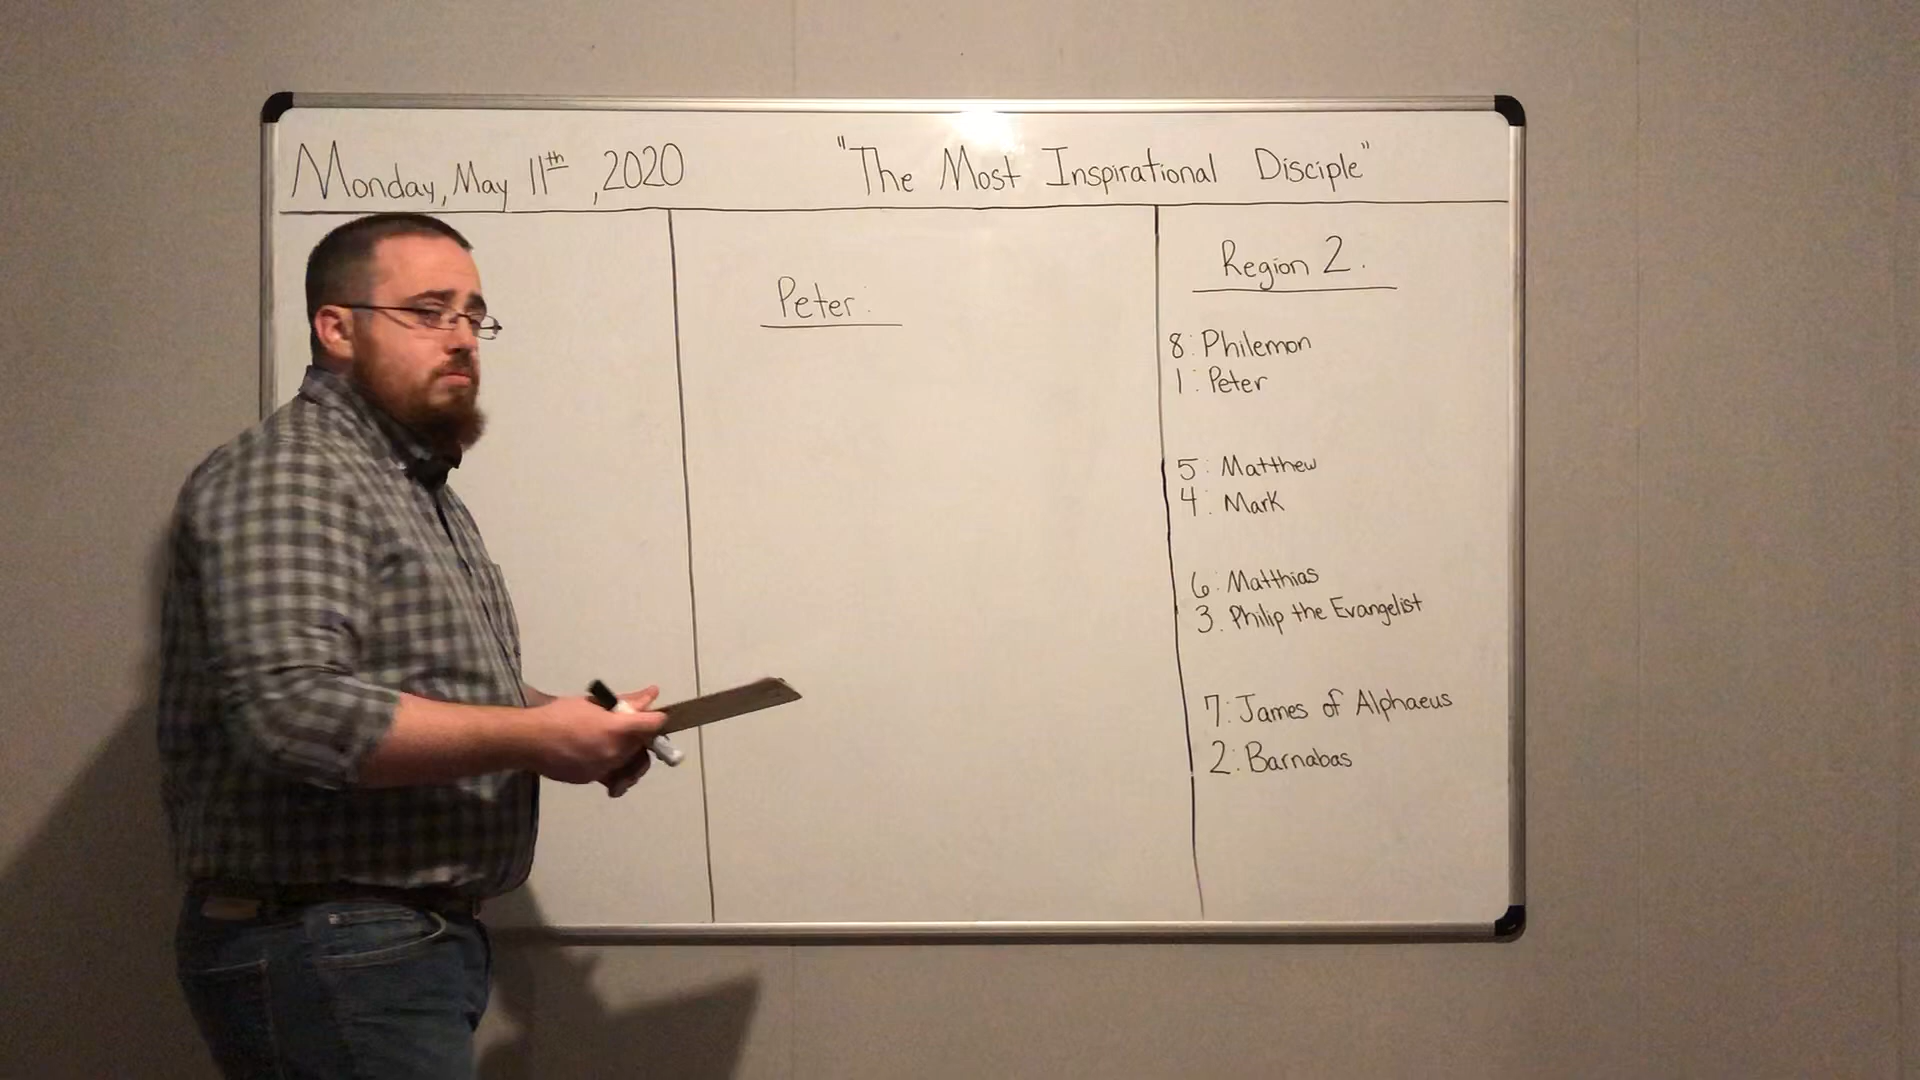 Monday, May 11th, 2020
"The Most Inspirational Disciple"
Peter:
Region 2.
8: Philemon
1: Peter
5: Matthew
4: Mark
6: Matthias
3. Philip the Evangelist
7: James of Alphaeus
2: Barnabas